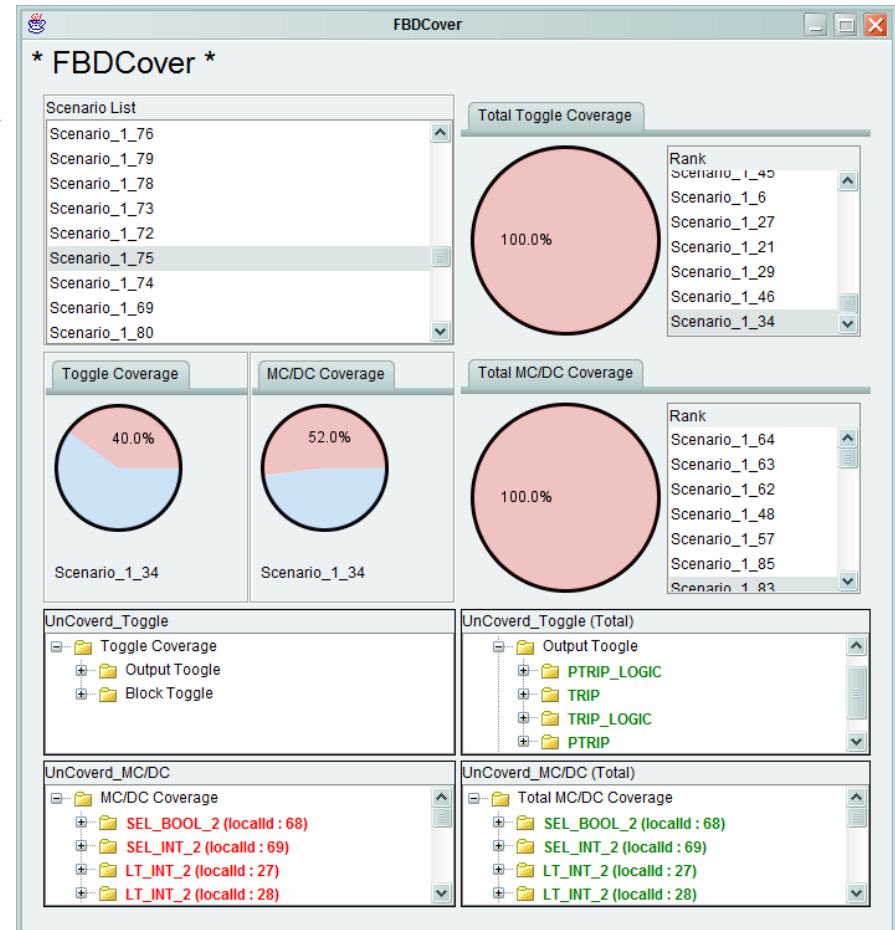 FBDCover
* FBDCover *
Scenario List
Scenario_1_76
Scenario_1_79
Scenario_1_78
Scenario_1_73
Scenario_1_72
Scenario_1_75
Scenario_1_74
Scenario_1_69
Scenario_1_80
Total Toggle Coverage
100.0%
Rank
Scenario_1_45
Scenario_1_6
Scenario_1_27
Scenario_1_21
Scenario_1_29
Scenario_1_46
Scenario_1_34
Toggle Coverage
40.0%
Scenario_1_34
MC/DC Coverage
52.0%
Scenario_1_34
Total MC/DC Coverage
100.0%
Rank
Scenario_1_64
Scenario_1_63
Scenario_1_62
Scenario_1_48
Scenario_1_57
Scenario_1_85
Scenario_1_83
UnCoverd_Toggle
Toggle Coverage
Output Toogle
Block Toggle
UnCoverd_Toggle (Total)
Output Toogle
PTRIP_LOGIC
TRIP
TRIP_LOGIC
PTRIP
UnCoverd_MC/DC
MC/DC Coverage
SEL_BOOL_2 (localId : 68)
SEL_INT_2 (localId : 69)
LT_INT_2 (localId : 27)
LT_INT_2 (localId : 28)
UnCoverd_MC/DC (Total)
Total MC/DC Coverage
SEL_BOOL_2 (localId : 68)
SEL_INT_2 (localId : 69)
LT_INT_2 (localId : 27)
LT_INT_2 (localId : 28)